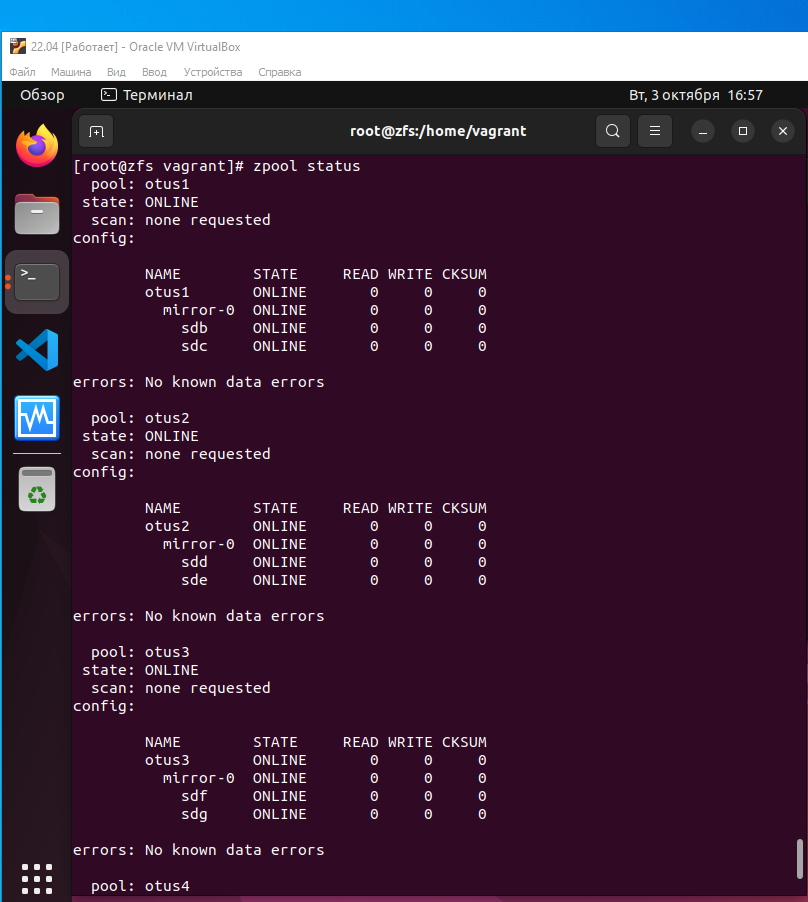 22.04 [Работает] - Oracle VM VirtualBox
Файл Машина Вид Ввод Устройства Справка
Обзор Терминал Вт, 3 октября 16:57
root@zfs:/home/vagrant
[root@zfs vagrant]# zpool status
  pool: otus1
 state: ONLINE
  scan: none requested
config:
        NAME        STATE     READ WRITE CKSUM
        otus1       ONLINE       0     0     0
          mirror-0  ONLINE       0     0     0
            sdb     ONLINE       0     0     0
            sdc     ONLINE       0     0     0
errors: No known data errors
  pool: otus2
 state: ONLINE
  scan: none requested
config:
        NAME        STATE     READ WRITE CKSUM
        otus2       ONLINE       0     0     0
          mirror-0  ONLINE       0     0     0
            sdd     ONLINE       0     0     0
            sde     ONLINE       0     0     0
errors: No known data errors
  pool: otus3
 state: ONLINE
  scan: none requested
config:
        NAME        STATE     READ WRITE CKSUM
        otus3       ONLINE       0     0     0
          mirror-0  ONLINE       0     0     0
            sdf     ONLINE       0     0     0
            sdg     ONLINE       0     0     0
errors: No known data errors
  pool: otus4